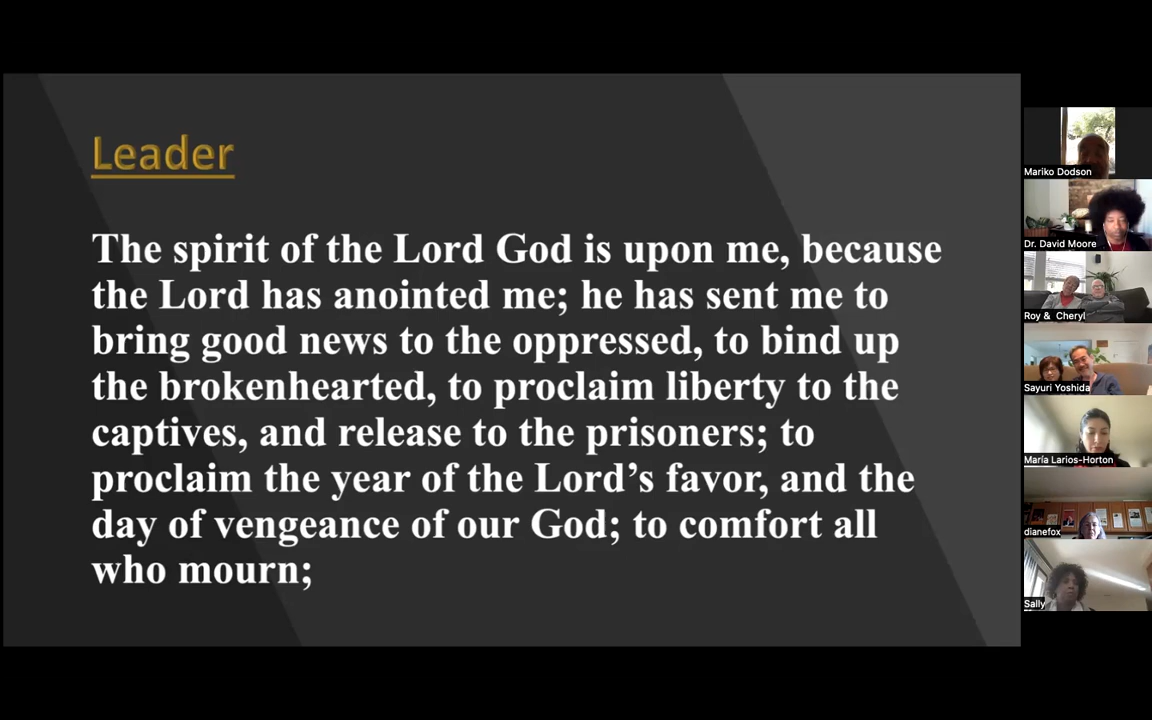 Leader
The spirit of the Lord God is upon me, because
the Lord has anointed me; he has sent me to
bring good news to the oppressed, to bind up
the brokenhearted, to proclaim liberty to the
captives, and release to the prisoners; to
proclaim the year of the Lord’s favor, and the
day of vengeance of our God; to comfort all
who mourn;
Mariko Dodson
Dr. David Moore
Roy & Cheryl
Sayuri Yoshida
María Larios-Horton
dianefox
Sally